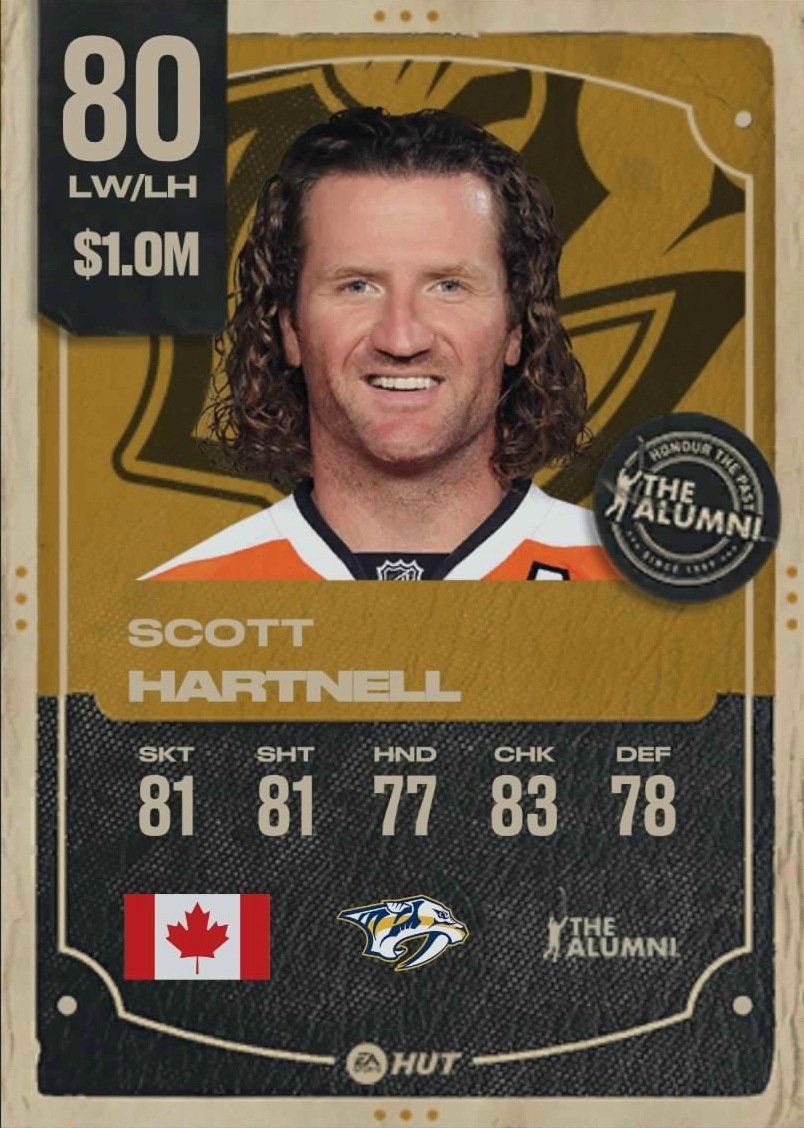 80
LW/LH
$1.0M
HONOUR THE PAST
THE
ALUMNI
SCOTT
HARTNELL
SKT SHT HND CHK DEF
81 81 77 83 78
THE
ALUMNI
EA
HUT